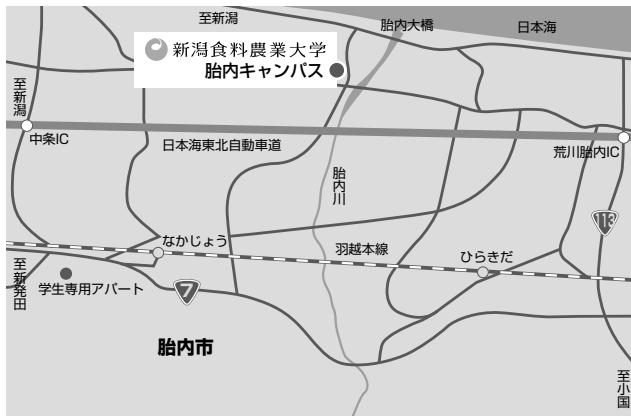 至新潟
胎内大橋
日本海
新潟食料農業大学
胎内キャンパス
至新潟
中条IC
日本海東北自動車道
荒川胎内IC
胎内川
113
なかじょう
羽越本線
ひらきだ
至新発田
学生専用アパート
7
胎内市
至小国